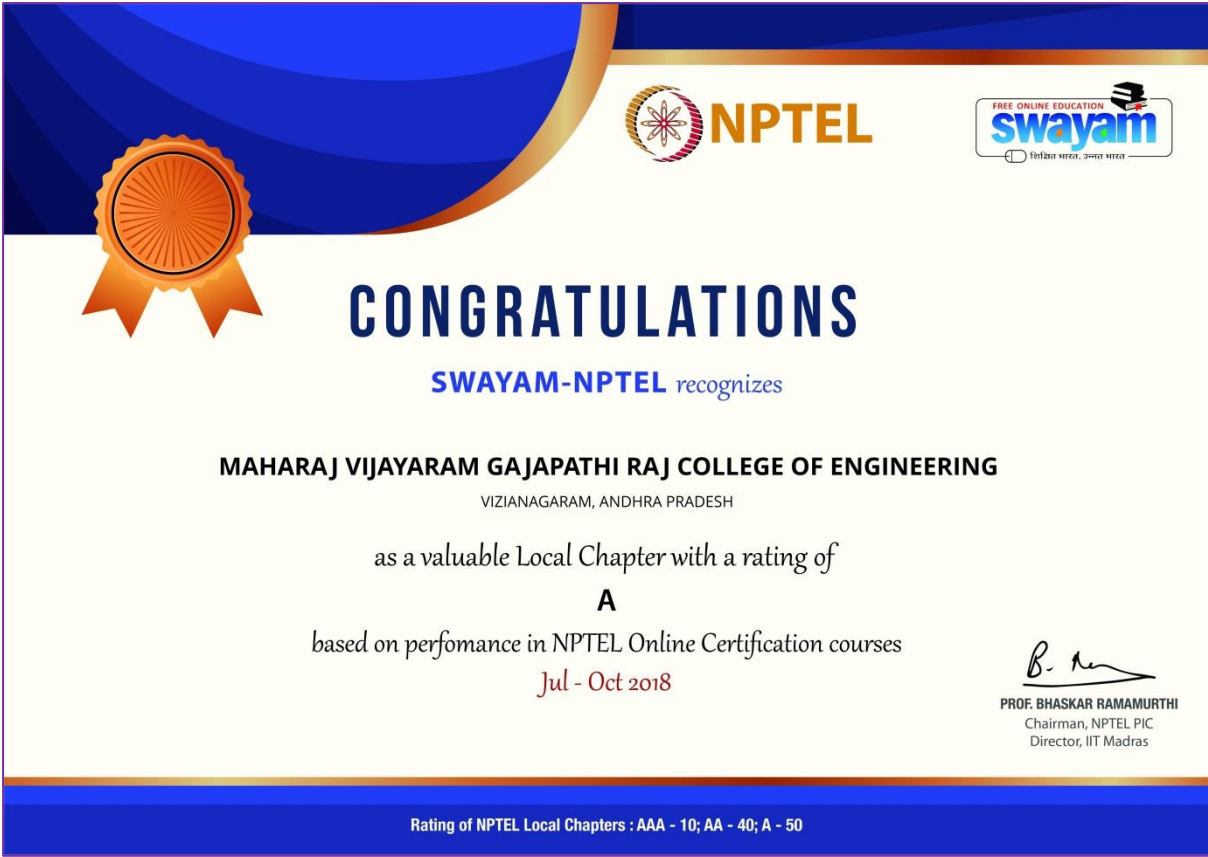 NPTEL
FREE ONLINE EDUCATION
swayam
शिक्षित भारत, उन्नत भारत
CONGRATULATIONS
SWAYAM-NPTEL recognizes
MAHARAJ VIJAYARAM GAJAPATHI RAJ COLLEGE OF ENGINEERING
VIZIANAGARAM, ANDHRA PRADESH
as a valuable Local Chapter with a rating of
A
based on perfomance in NPTEL Online Certification courses
Jul - Oct 2018
PROF. BHASKAR RAMAMURTHI
Chairman, NPTEL PIC
Director, IIT Madras
Rating of NPTEL Local Chapters : AAA - 10; AA - 40; A - 50